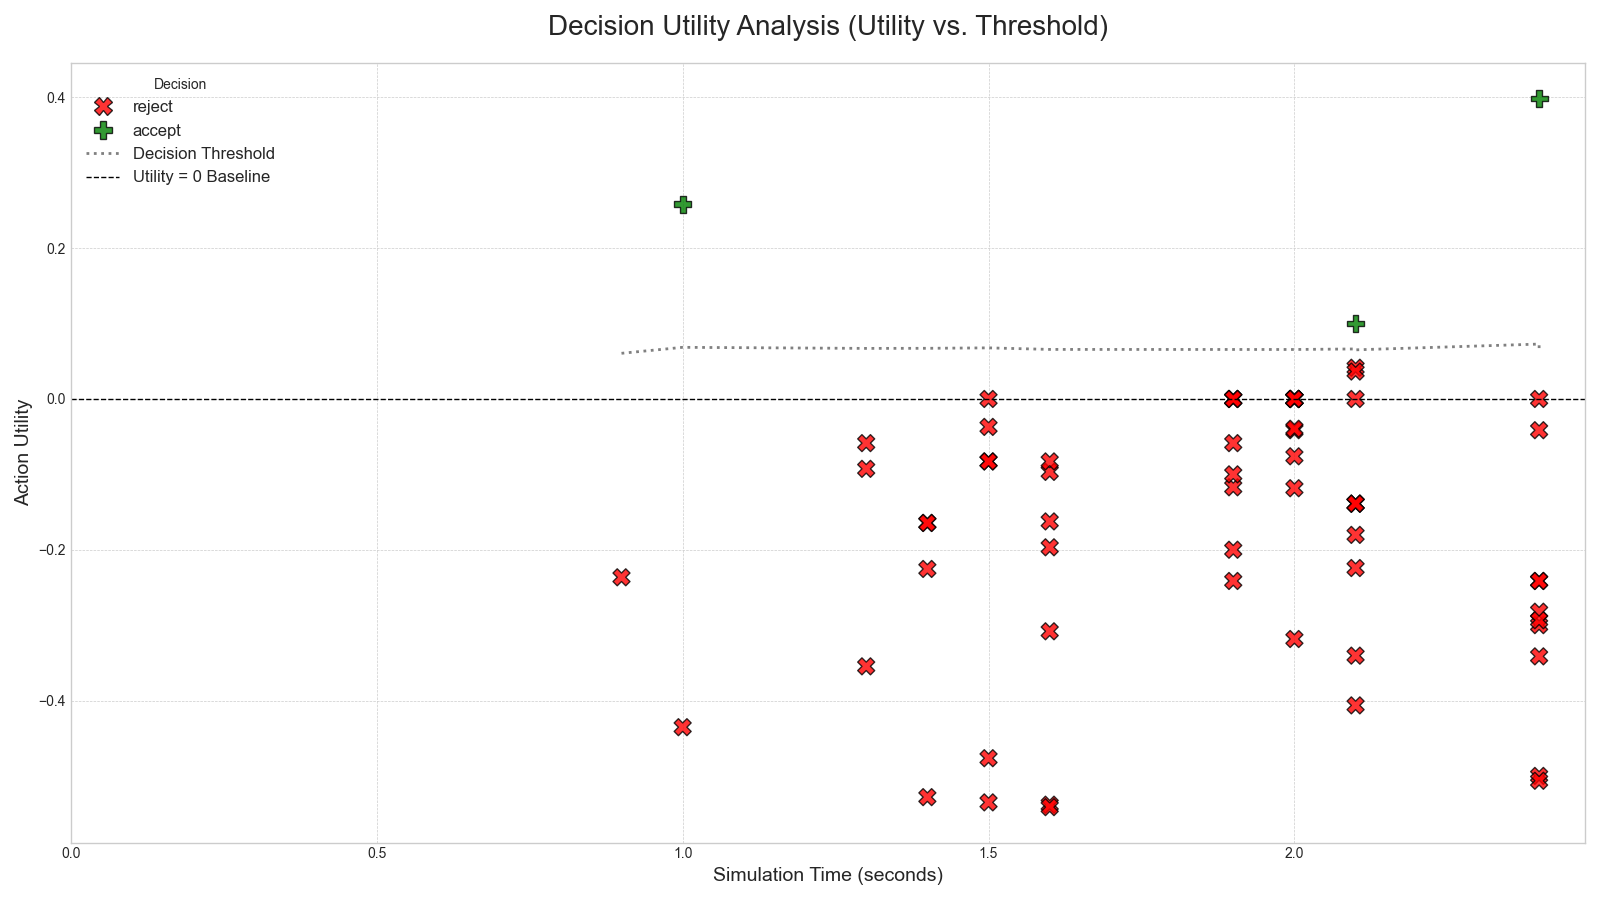 Decision Utility Analysis (Utility vs. Threshold)
Decision
reject
accept
Decision Threshold
Utility = 0 Baseline
Action Utility
0.4
0.2
0.0
−0.2
−0.4
0.0 0.5 1.0 1.5 2.0
Simulation Time (seconds)